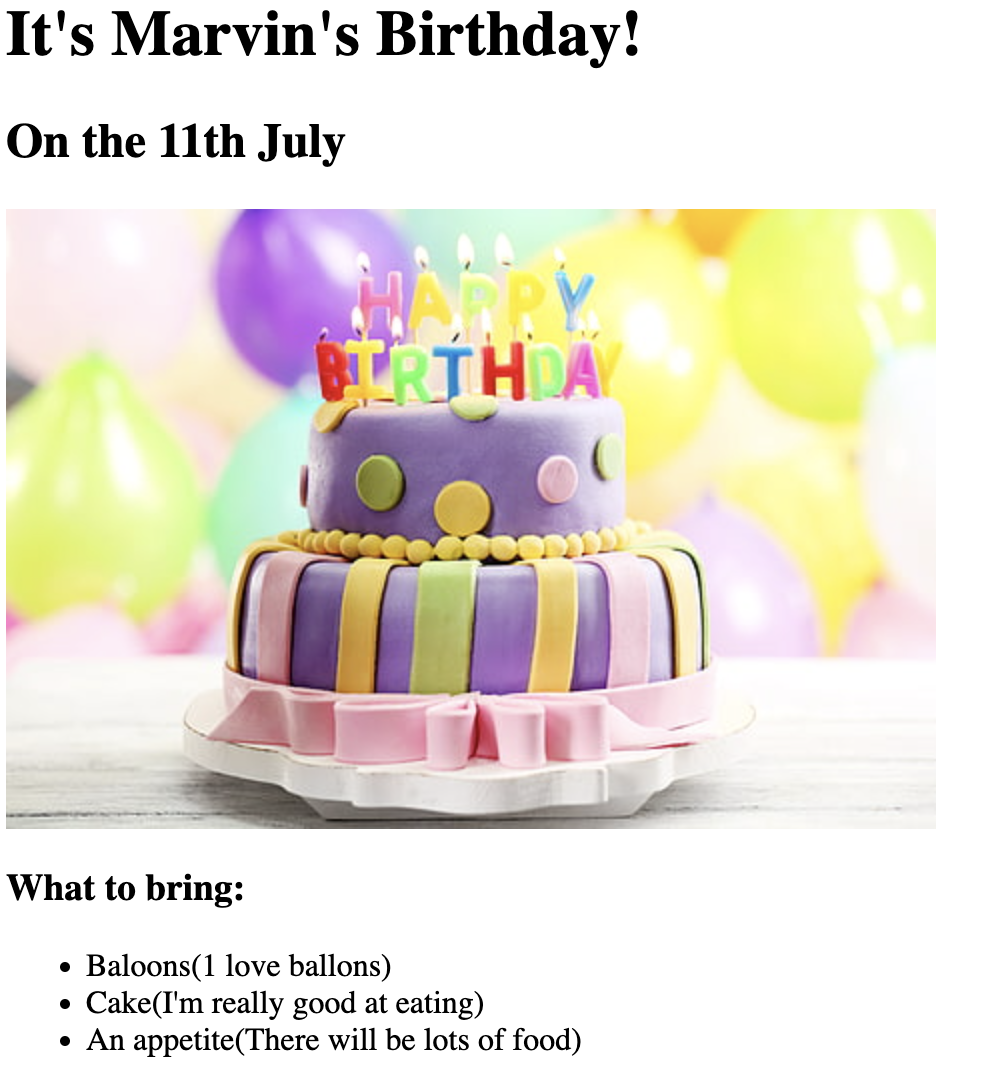 It's Marvin's Birthday!
On the 11th July
HAPPY
BIRTHDAY
What to bring:
• Baloons(1 love ballons)
• Cake(I'm really good at eating)
• An appetite(There will be lots of food)